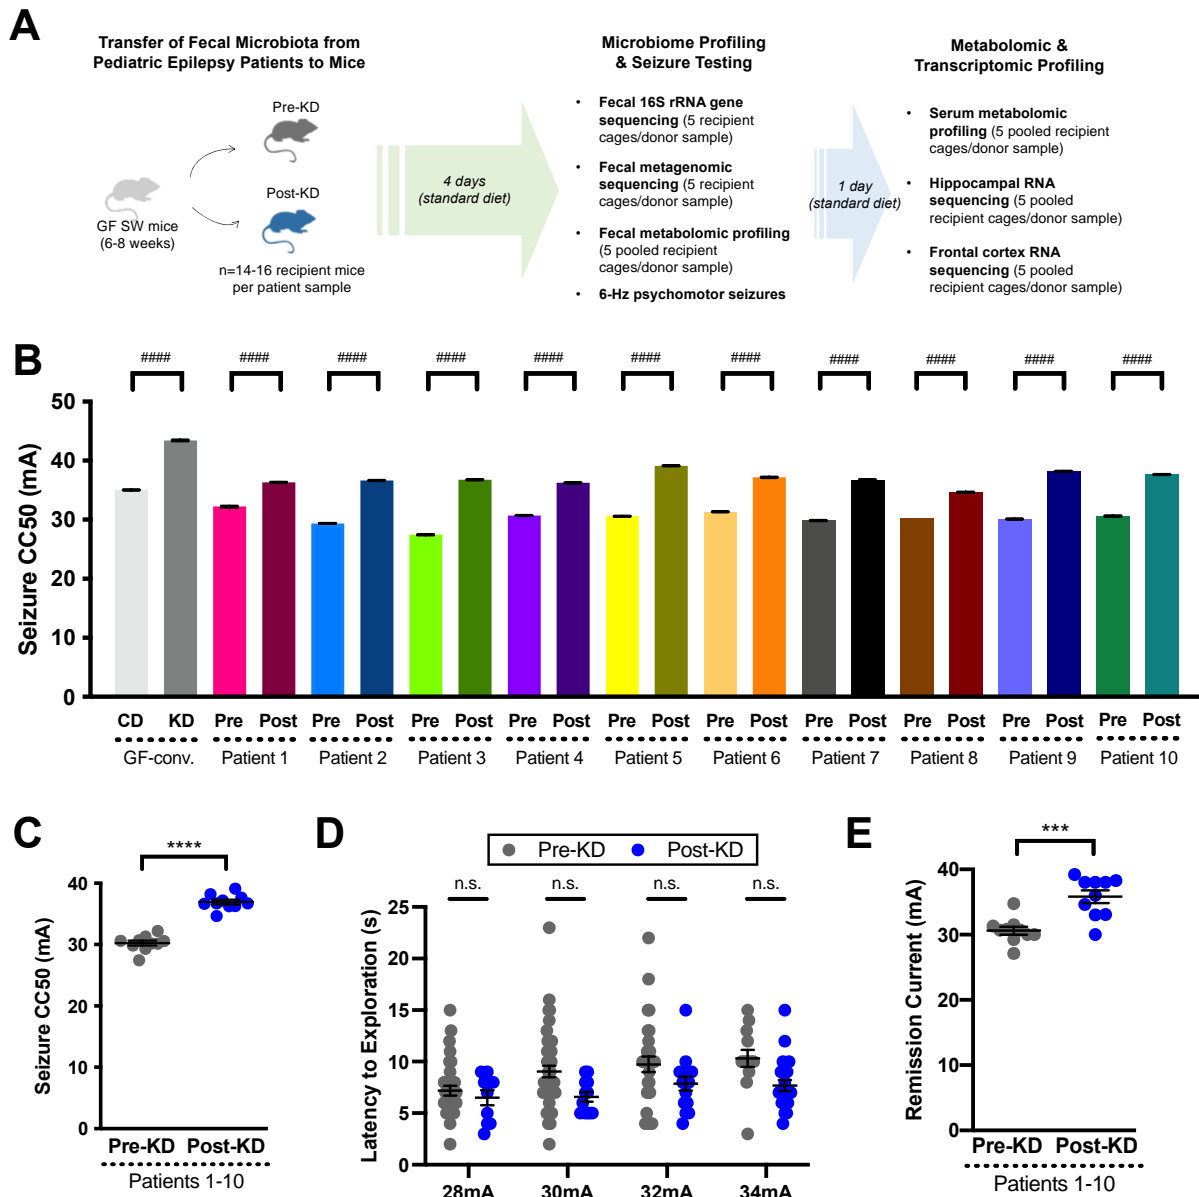 A
Transfer of Fecal Microbiota from
Pediatric Epilepsy Patients to Mice
Pre-KD
Post-KD
GF SW mice
(6-8 weeks)
n=14-16 recipient mice
per patient sample
4 days
(standard diet)
Microbiome Profiling
& Seizure Testing
• Fecal 16S rRNA gene
sequencing (5 recipient
cages/donor sample)
• Fecal metagenomic
sequencing (5 recipient
cages/donor sample)
• Fecal metabolomic profiling
(5 pooled recipient
cages/donor sample)
• 6-Hz psychomotor seizures
1 day
(standard diet)
Metabolomic &
Transcriptomic Profiling
• Serum metabolomic
profiling (5 pooled recipient
cages/donor sample)
• Hippocampal RNA
sequencing (5 pooled
recipient cages/donor sample)
• Frontal cortex RNA
sequencing (5 pooled
recipient cages/donor sample)
B
#### #### #### #### #### #### #### #### #### #### ####
Seizure CC50 (mA)
50
40
30
20
10
0
CD KD Pre Post Pre Post Pre Post Pre Post Pre Post Pre Post Pre Post Pre Post Pre Post Pre Post
GF-conv. Patient 1 Patient 2 Patient 3 Patient 4 Patient 5 Patient 6 Patient 7 Patient 8 Patient 9 Patient 10
C
****
Seizure CC50 (mA)
40
30
20
10
0
Pre-KD Post-KD
Patients 1-10
D
Pre-KD Post-KD
n.s. n.s. n.s. n.s.
Latency to Exploration (s)
25
20
15
10
5
0
28mA 30mA 32mA 34mA
E
***
Remission Current (mA)
40
30
20
10
0
Pre-KD Post-KD
Patients 1-10